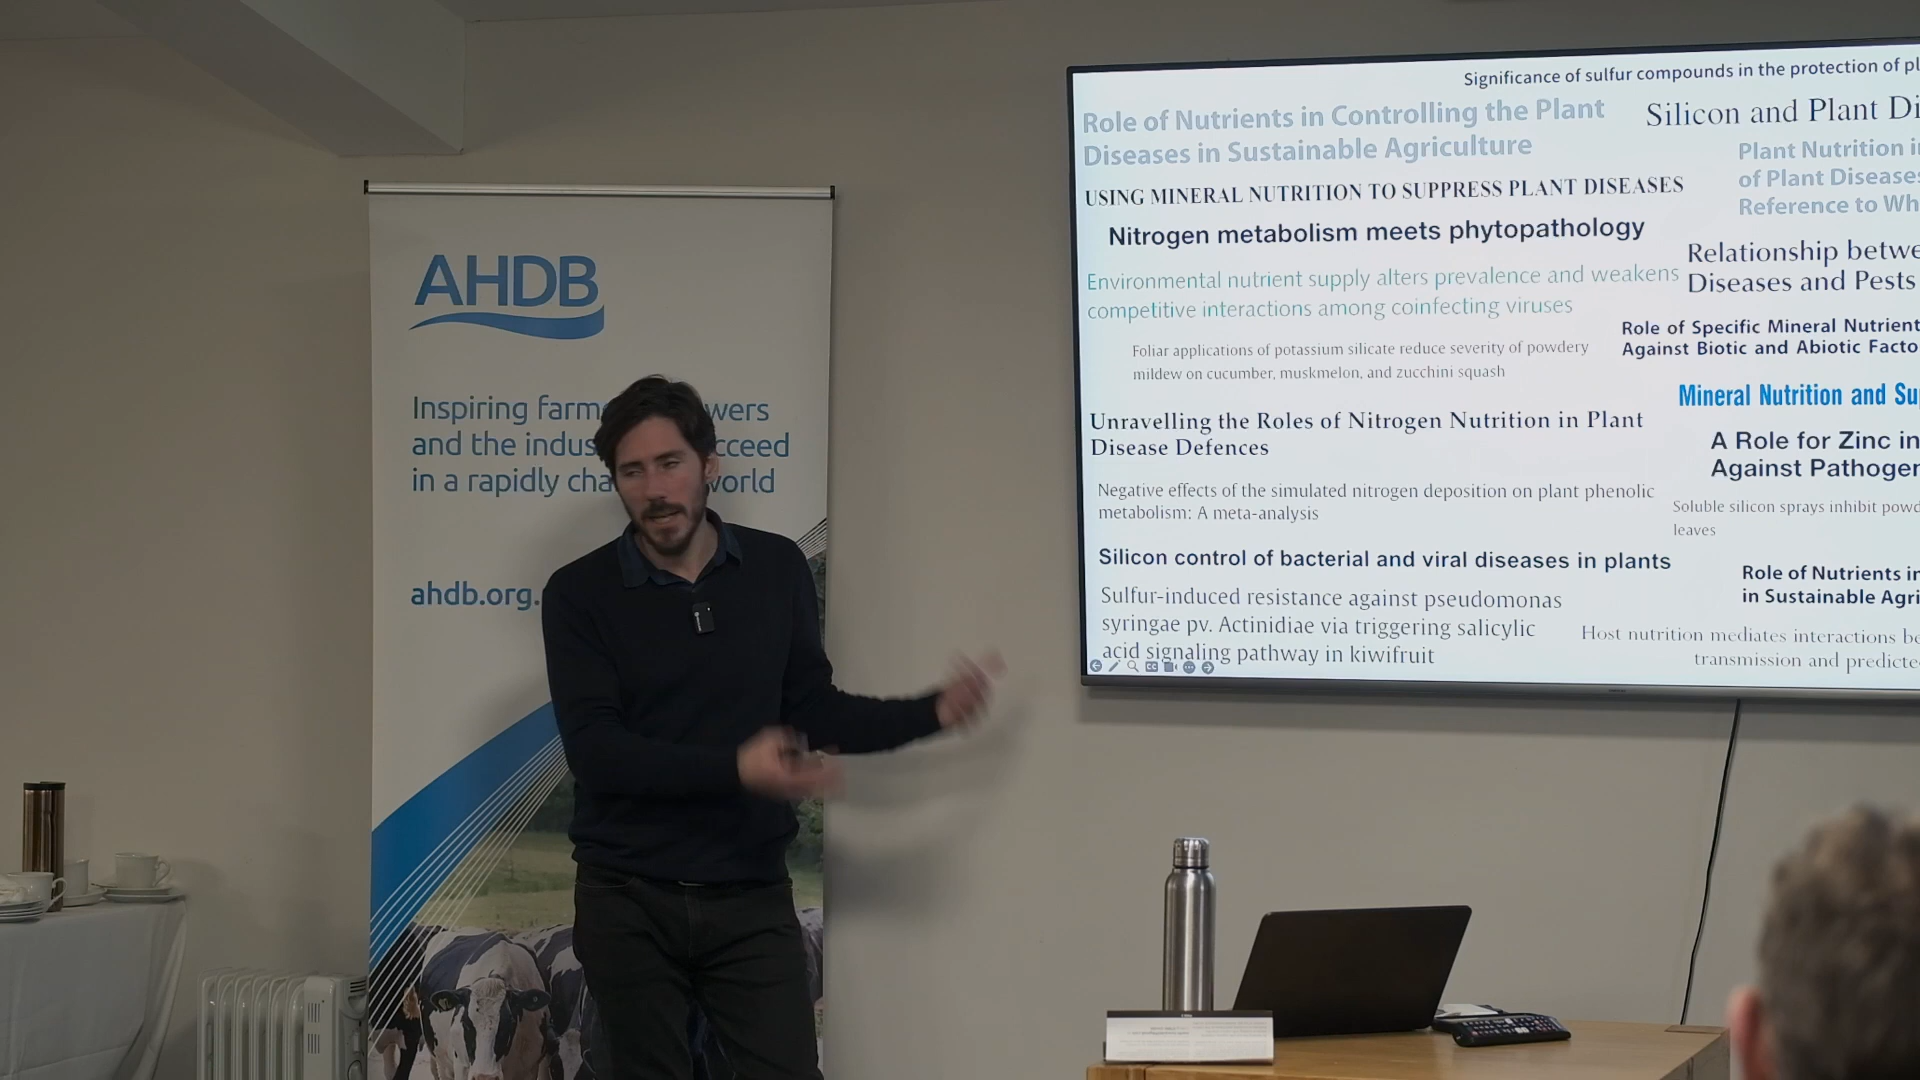 AHDB
Inspiring farm wers
and the indus cceed
in a rapidly cha world
ahdb.org.
Significance of sulfur compounds in the protection of pl
Role of Nutrients in Controlling the Plant
Diseases in Sustainable Agriculture
Silicon and Plant Di
Plant Nutrition i
of Plant Diseases
Reference to Wh
USING MINERAL NUTRITION TO SUPPRESS PLANT DISEASES
Nitrogen metabolism meets phytopathology
Relationship betwe
Diseases and Pests
Environmental nutrient supply alters prevalence and weakens
competitive interactions among coinfecting viruses
Role of Specific Mineral Nutrient
Against Biotic and Abiotic Facto
Foliar applications of potassium silicate reduce severity of powdery
mildew on cucumber, muskmelon, and zucchini squash
Mineral Nutrition and Su
Unravelling the Roles of Nitrogen Nutrition in Plant
Disease Defences
A Role for Zinc in
Against Pathoger
Negative effects of the simulated nitrogen deposition on plant phenolic
metabolism: A meta-analysis
Soluble silicon sprays inhibit powd
leaves
Silicon control of bacterial and viral diseases in plants
Role of Nutrients in
in Sustainable Agri
Sulfur-induced resistance against pseudomonas
syringae pv. Actinidiae via triggering salicylic
acid signaling pathway in kiwifruit
Host nutrition mediates interactions be
transmission and predicte